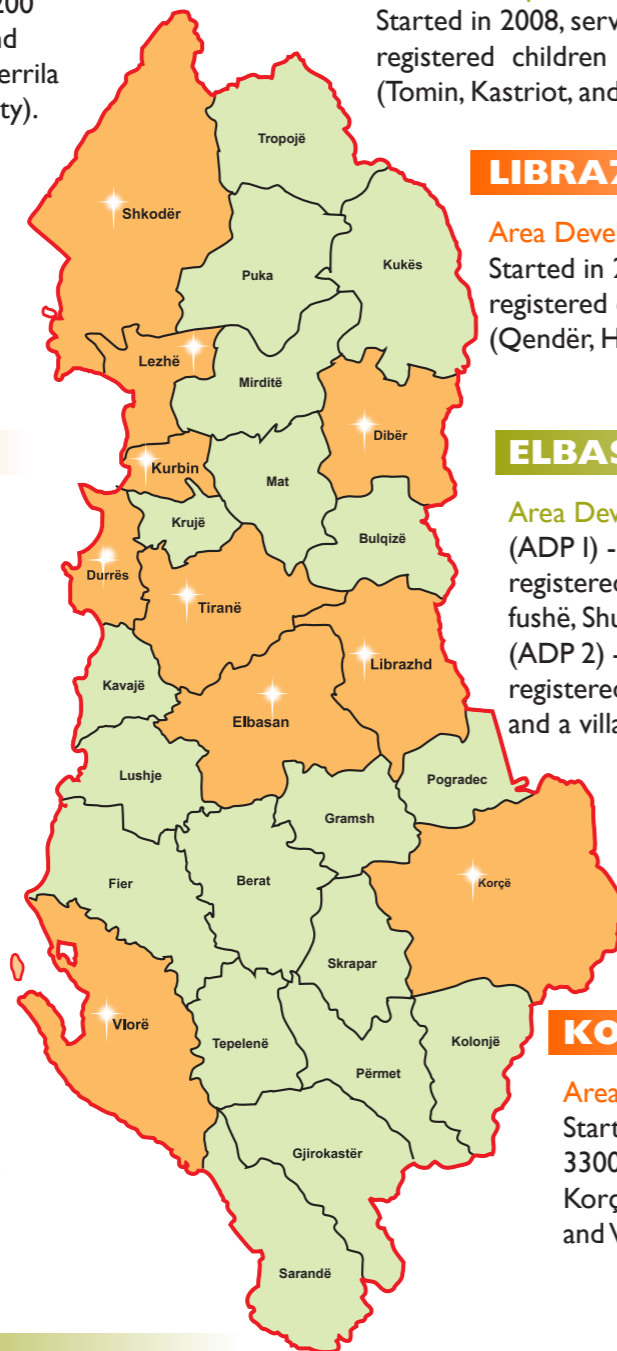 200
nd
errila
ty).
Started in 2008, serv
registered children
(Tomin, Kastriot, and
LIBRAZ
Area Deve
Started in 2
registered
(Qendër, H
ELBAS
Area Dev
(ADP I) -
registered
fushë, Shu
(ADP 2) -
registered
and a villa
KO
Area
Start
3300
Korç
and V
Tropojë
Shkodër
Puka
Kukës
Lezhë
Mirditë
Dibër
Kurbin
Mat
Krujë
Bulqizë
Durrës
Tiranë
Librazhd
Kavajë
Elbasan
Lushje
Pogradec
Gramsh
Fier
Berat
Korçë
Skrapar
Vlorë
Tepelenë
Kolonjë
Përmet
Gjirokastër
Sarandë